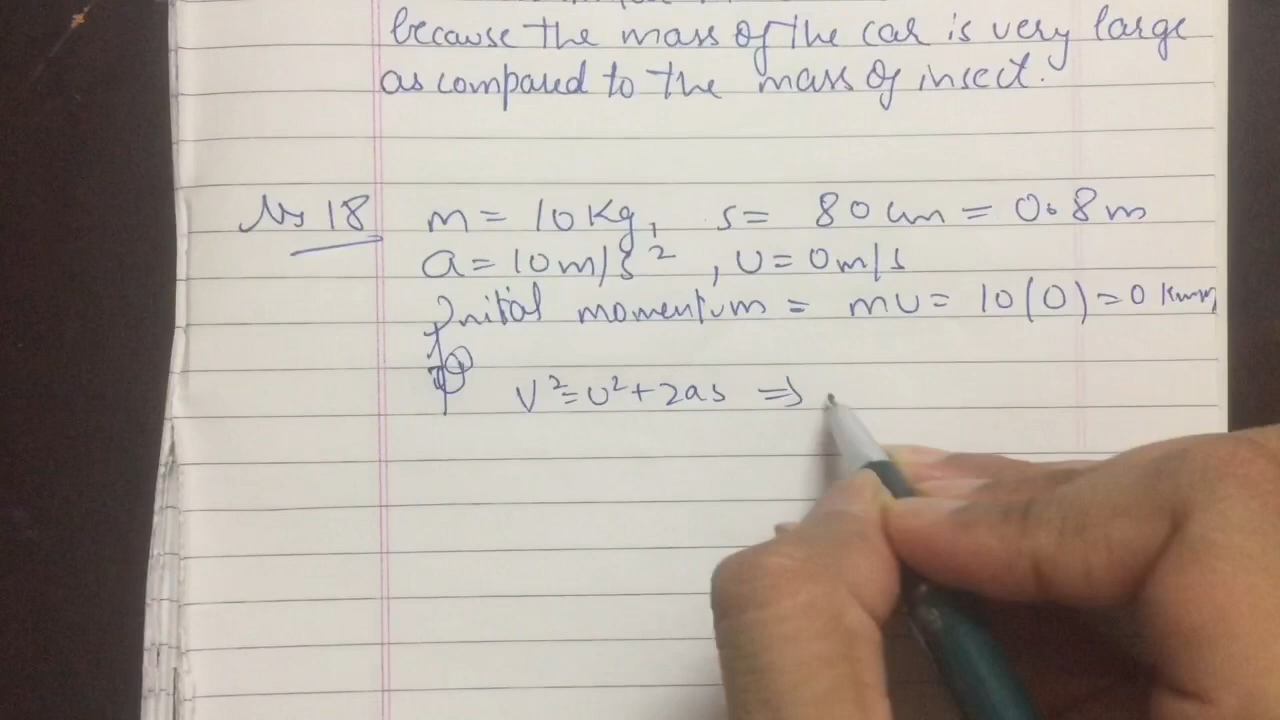 because the mass of the car is very large
as compared to the mass of insect.
Ans 18 m = 10 Kg, s = 80 cm = 0.8 m
a = 10 m/s², u = 0 m/s
Initial momentum = mu = 10(0) = 0
v² = u² + 2as ⇒